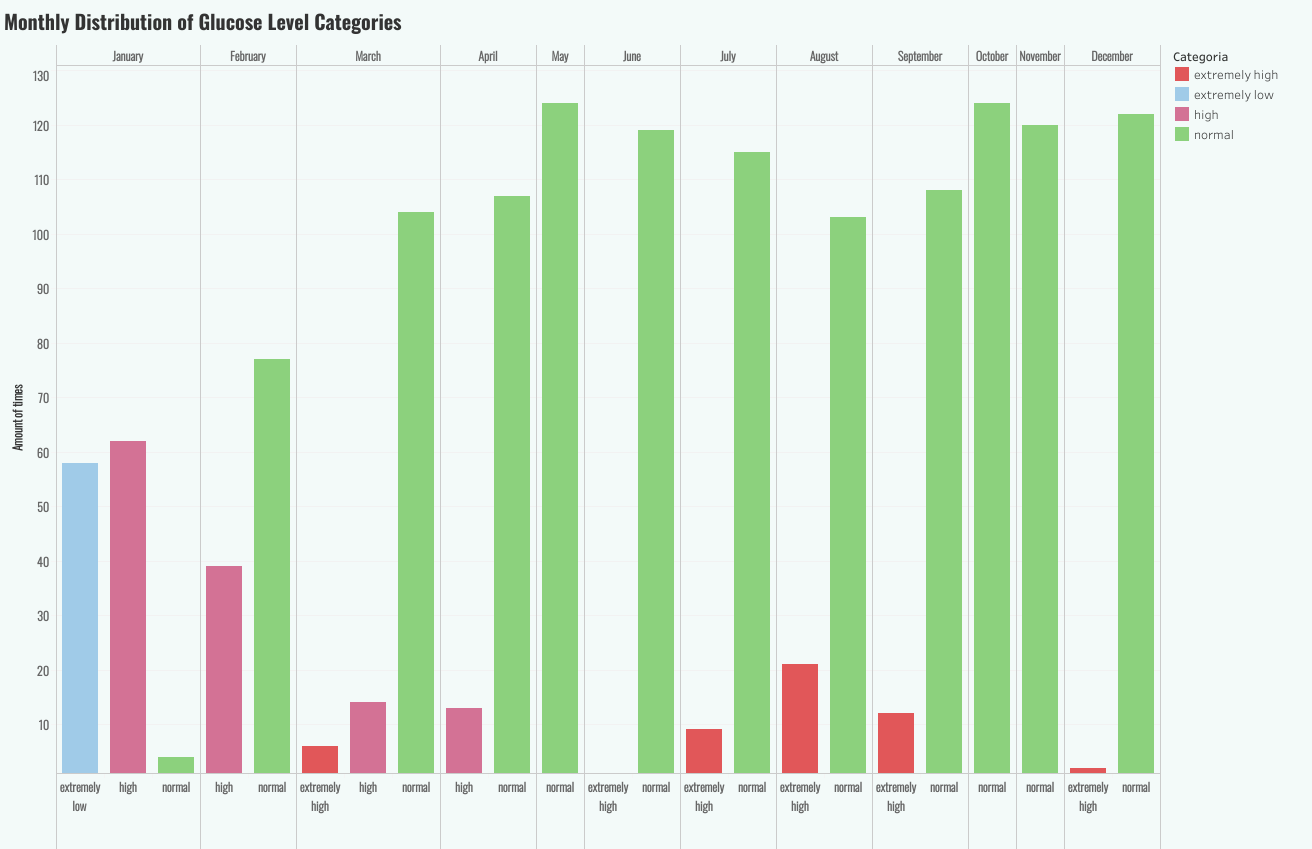 Monthly Distribution of Glucose Level Categories
January February March April May June July August September October November December
Categoria
extremely high
extremely low
high
normal
130
120
110
100
90
80
70
60
50
40
30
20
10
Amount of times
extremely low high normal high normal extremely high high normal high normal normal extremely high normal extremely high normal extremely high normal extremely high normal normal normal extremely high normal